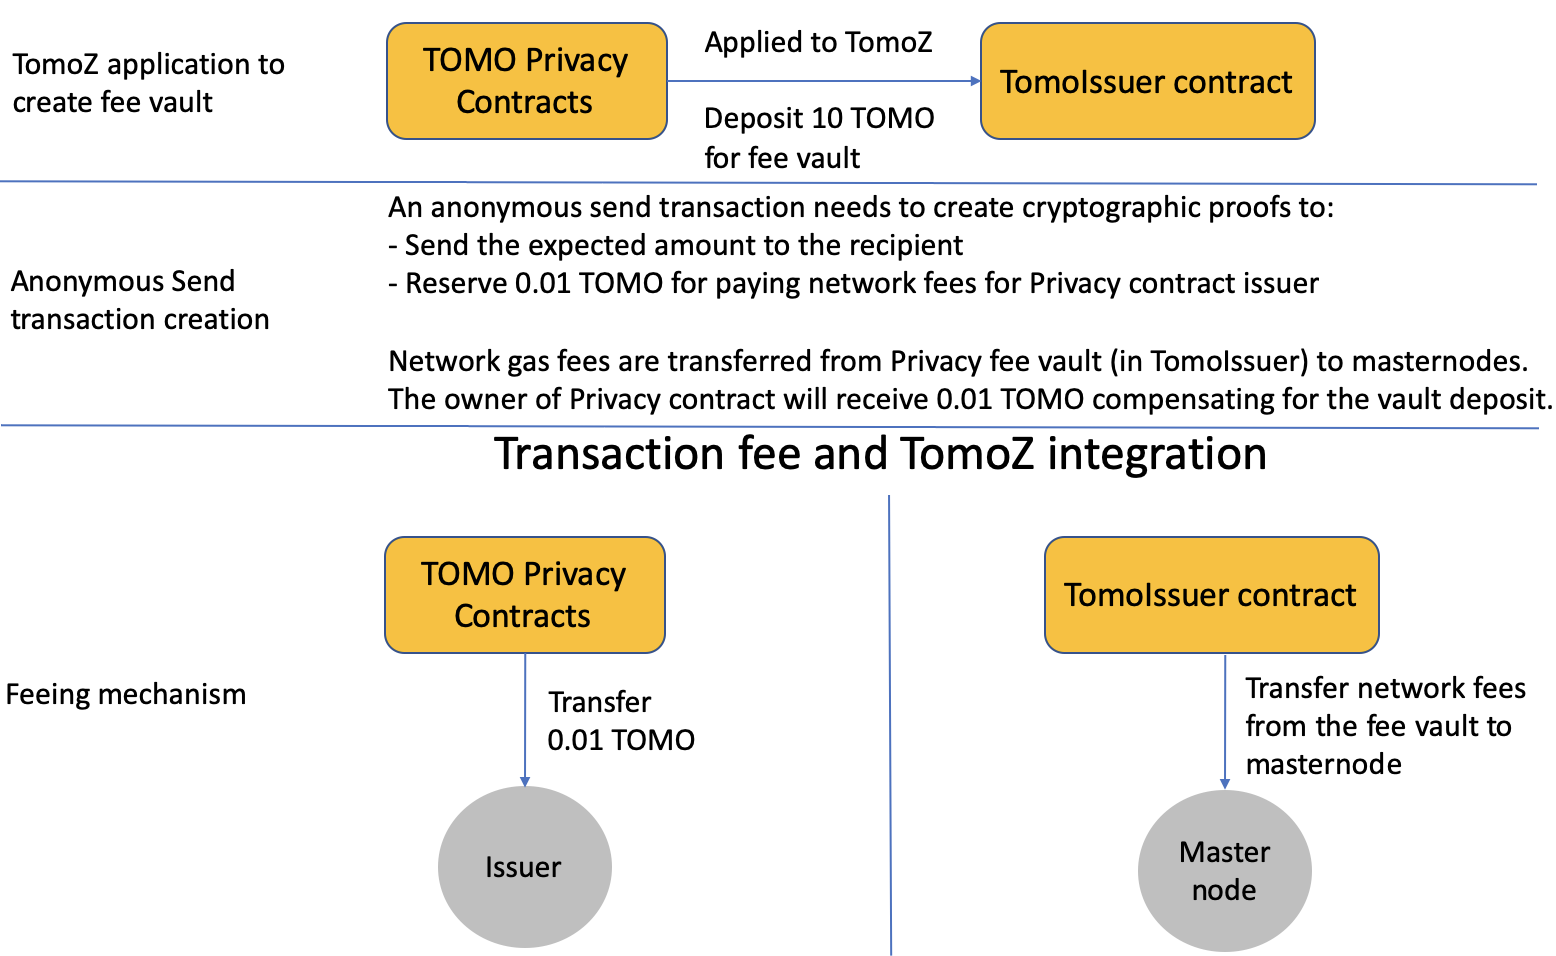 TomoZ application to
create fee vault
TOMO Privacy
Contracts
Applied to TomoZ
Deposit 10 TOMO
for fee vault
TomoIssuer contract
Anonymous Send
transaction creation
An anonymous send transaction needs to create cryptographic proofs to:
- Send the expected amount to the recipient
- Reserve 0.01 TOMO for paying network fees for Privacy contract issuer
Network gas fees are transferred from Privacy fee vault (in TomoIssuer) to masternodes.
The owner of Privacy contract will receive 0.01 TOMO compensating for the vault deposit.
Transaction fee and TomoZ integration
Feeing mechanism
TOMO Privacy
Contracts
Transfer
0.01 TOMO
Issuer
TomoIssuer contract
Transfer network fees
from the fee vault to
masternode
Master
node